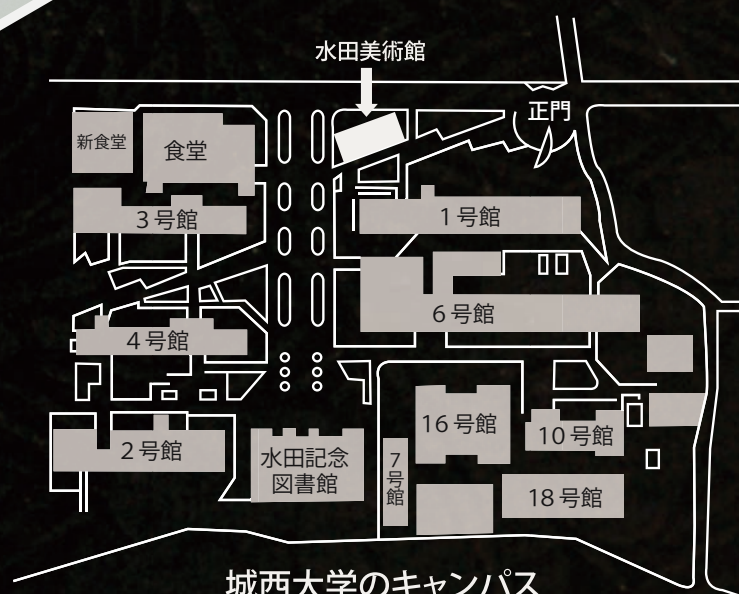 水田美術館
正門
新食堂
食堂
3号館
1号館
6号館
4号館
16号館
10号館
2号館
水田記念
図書館
7号館
18号館
城西大学のキャンパス